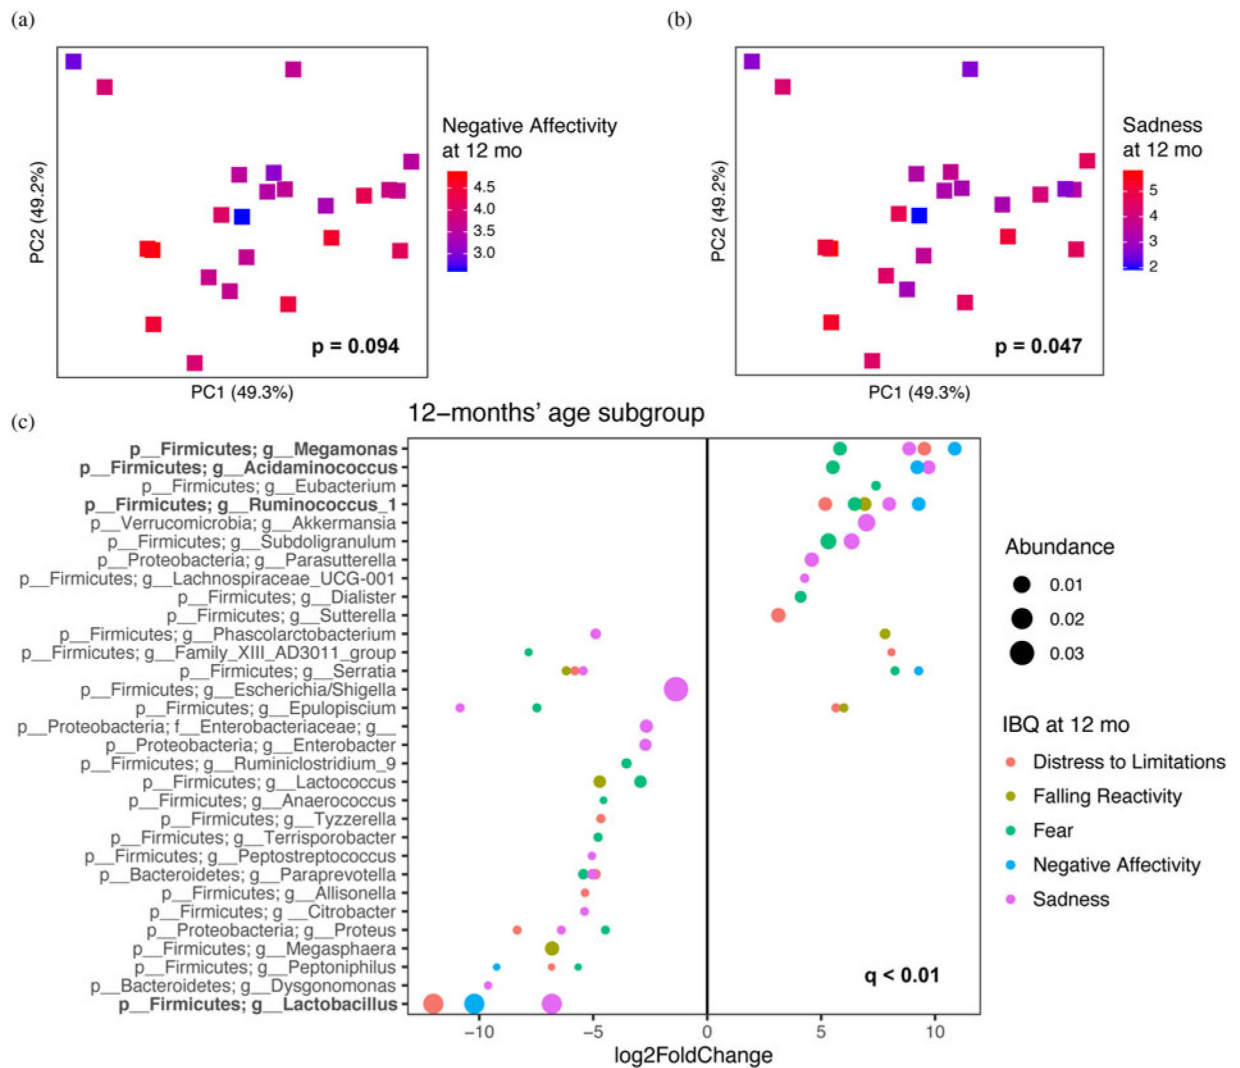 (a)
(b)
Negative Affectivity
at 12 mo
4.5
4.0
3.5
3.0
PC2 (49.2%)
PC1 (49.3%)
p = 0.094
Sadness
at 12 mo
5
4
3
2
PC2 (49.2%)
PC1 (49.3%)
p = 0.047
(c)
12−months' age subgroup
p__Firmicutes; g__Megamonas
p__Firmicutes; g__Acidaminococcus
p__Firmicutes; g__Eubacterium
p__Firmicutes; g__Ruminococcus_1
p__Verrucomicrobia; g__Akkermansia
p__Firmicutes; g__Subdoligranulum
p__Proteobacteria; g__Parasutterella
p__Firmicutes; g__Lachnospiraceae_UCG-001
p__Firmicutes; g__Dialister
p__Firmicutes; g__Sutterella
p__Firmicutes; g__Phascolarctobacterium
p__Firmicutes; g__Family_XIII_AD3011_group
p__Firmicutes; g__Serratia
p__Firmicutes; g__Escherichia/Shigella
p__Firmicutes; g__Epulopiscium
p__Proteobacteria; f__Enterobacteriaceae; g__
p__Proteobacteria; g__Enterobacter
p__Firmicutes; g__Ruminiclostridium_9
p__Firmicutes; g__Lactococcus
p__Firmicutes; g__Anaerococcus
p__Firmicutes; g__Tyzzerella
p__Firmicutes; g__Terrisporobacter
p__Firmicutes; g__Peptostreptococcus
p__Bacteroidetes; g__Paraprevotella
p__Firmicutes; g__Allisonella
p__Firmicutes; g __Citrobacter
p__Proteobacteria; g__Proteus
p__Firmicutes; g__Megasphaera
p__Firmicutes; g__Peptoniphilus
p__Bacteroidetes; g__Dysgonomonas
p__Firmicutes; g__Lactobacillus
q < 0.01
−10
−5
0
5
10
log2FoldChange
Abundance
0.01
0.02
0.03
IBQ at 12 mo
Distress to Limitations
Falling Reactivity
Fear
Negative Affectivity
Sadness